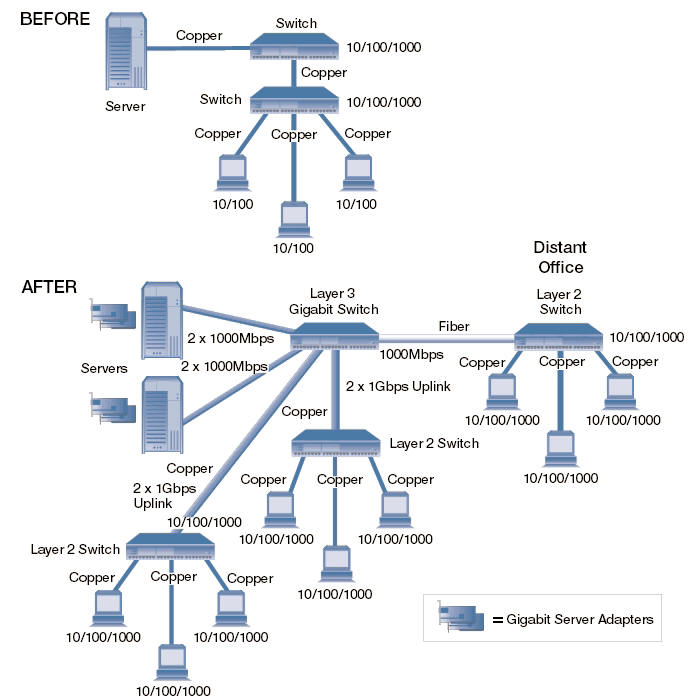 BEFORE
Switch
Copper
10/100/1000
Copper
Server
Switch
10/100/1000
Copper
Copper
Copper
10/100
10/100
10/100
Distant
Office
AFTER
Layer 3
Gigabit Switch
Layer 2
Switch
Fiber
2 x 1000Mbps
1000Mbps
10/100/1000
Servers
2 x 1000Mbps
2 x 1Gbps Uplink
Copper
Copper
Copper
10/100/1000
10/100/1000
10/100/1000
Copper
Layer 2 Switch
Copper
2 x 1Gbps
Uplink
10/100/1000
Copper
Copper
Copper
10/100/1000
10/100/1000
10/100/1000
Layer 2 Switch
Copper
Copper
Copper
10/100/1000
10/100/1000
10/100/1000
= Gigabit Server Adapters